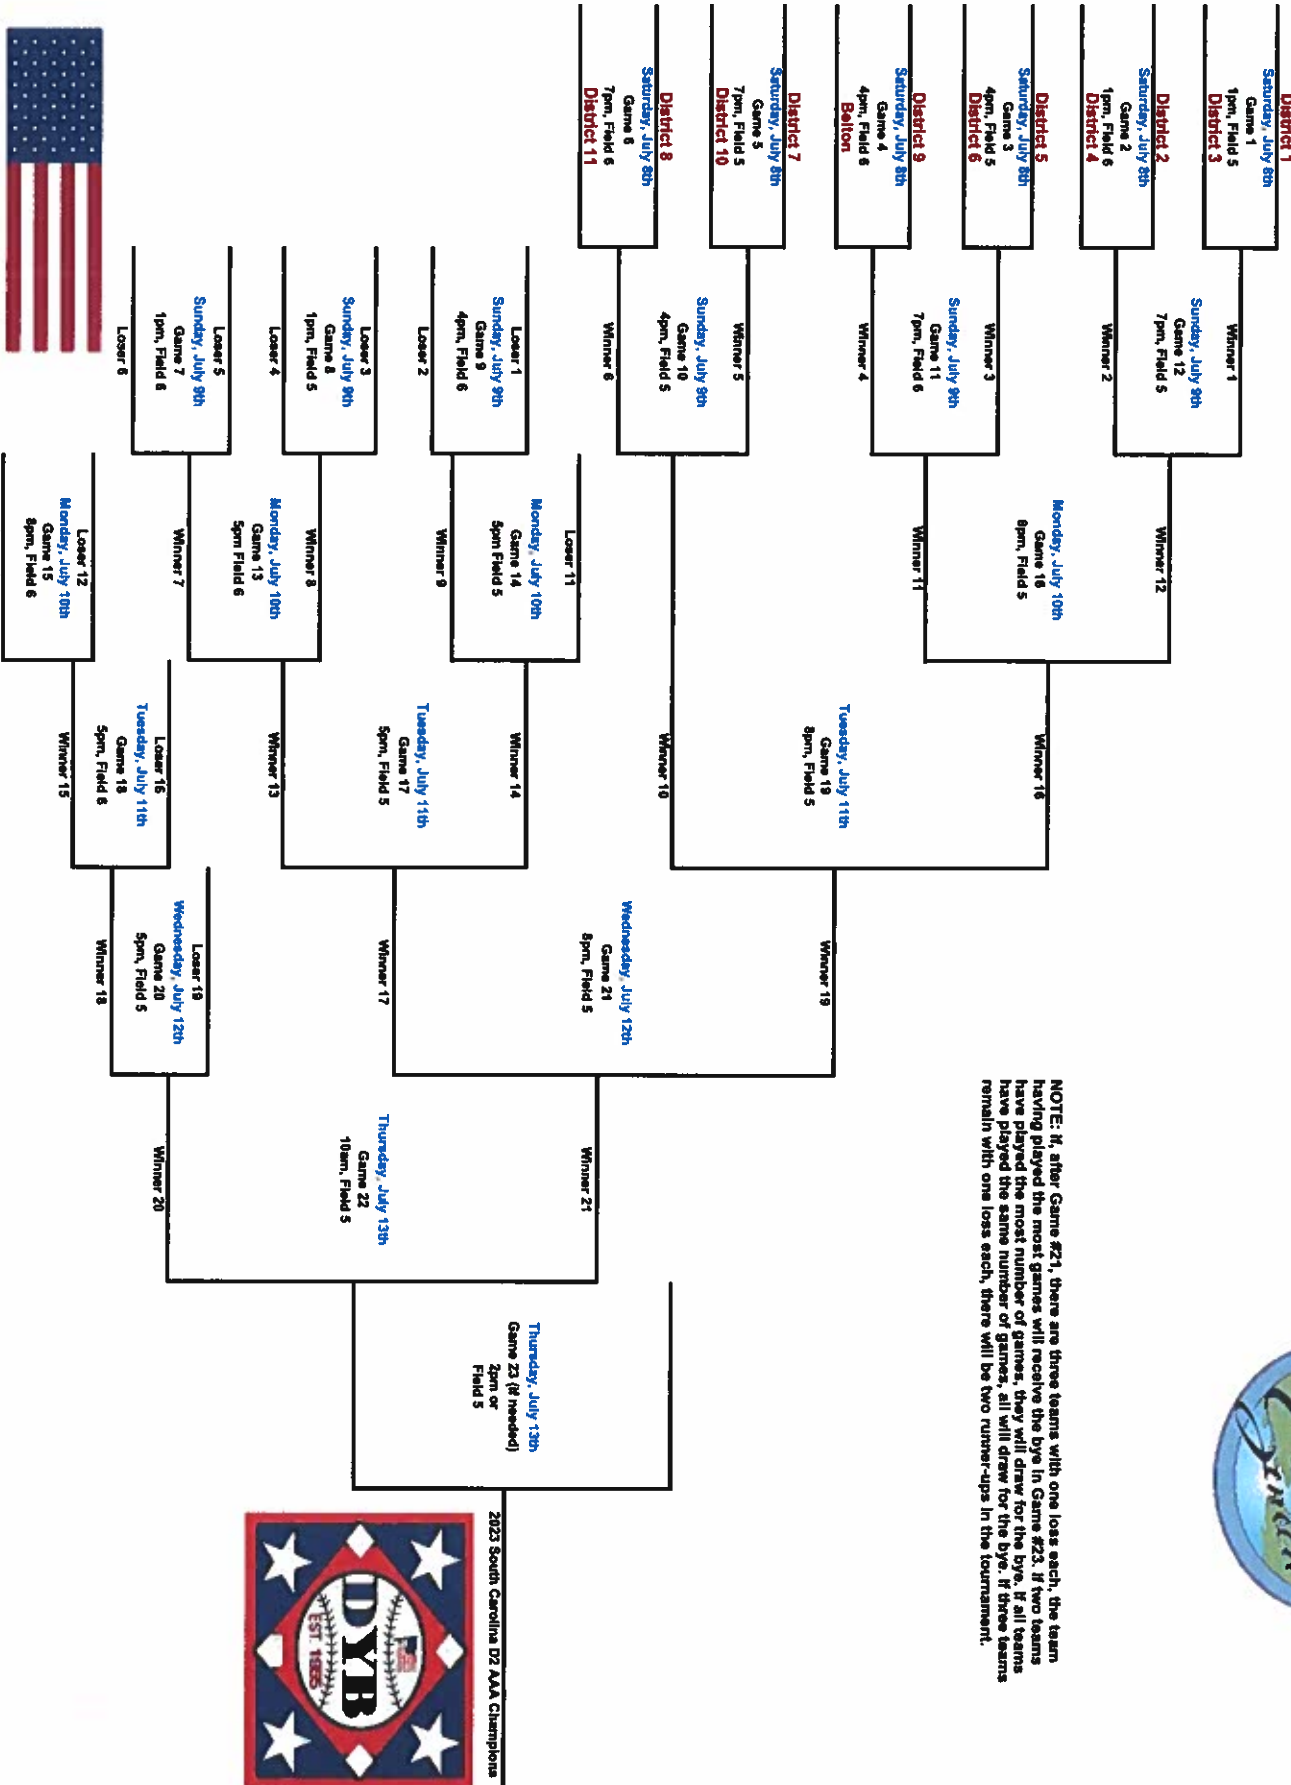 District 1
Saturday, July 8th
Game 1
1pm, Field 5
District 3
District 2
Saturday, July 8th
Game 2
1pm, Field 6
District 4
District 5
Saturday, July 8th
Game 3
4pm, Field 5
District 6
District 9
Saturday, July 8th
Game 4
4pm, Field 6
Belton
District 7
Saturday, July 8th
Game 5
7pm, Field 5
District 10
District 8
Saturday, July 8th
Game 6
7pm, Field 6
District 11
Winner 1
Sunday, July 9th
Game 12
7pm, Field 5
Winner 2
Winner 3
Sunday, July 9th
Game 11
7pm, Field 6
Winner 4
Winner 5
Sunday, July 9th
Game 10
4pm, Field 5
Winner 6
Loser 1
Sunday, July 9th
Game 9
4pm, Field 6
Loser 2
Loser 3
Sunday, July 9th
Game 8
1pm, Field 5
Loser 4
Loser 5
Sunday, July 9th
Game 7
1pm, Field 6
Loser 6
Winner 12
Monday, July 10th
Game 16
8pm, Field 5
Winner 11
Loser 11
Monday, July 10th
Game 14
5pm Field 5
Winner 9
Winner 8
Monday, July 10th
Game 13
5pm Field 6
Winner 7
Loser 12
Monday, July 10th
Game 15
8pm, Field 6
Winner 16
Tuesday, July 11th
Game 19
8pm, Field 5
Winner 10
Winner 14
Tuesday, July 11th
Game 17
5pm, Field 5
Winner 13
Loser 16
Tuesday, July 11th
Game 18
5pm, Field 6
Winner 15
Winner 19
Wednesday, July 12th
Game 21
8pm, Field 5
Winner 17
Loser 19
Wednesday, July 12th
Game 20
5pm, Field 5
Winner 18
NOTE: If, after Game #21, there are three teams with one loss each, the team
having played the most games will receive the bye in Game #23. If two teams
have played the most number of games, they will draw for the bye. If all teams
have played the same number of games, all will draw for the bye. If three teams
remain with one loss each, there will be two runner-ups in the tournament.
Winner 21
Thursday, July 13th
Game 22
10am, Field 5
Winner 20
Thursday, July 13th
Game 23 (if needed)
2pm or
Field 5
2023 South Carolina D2 AAA Champions
DYB
EST. 1955